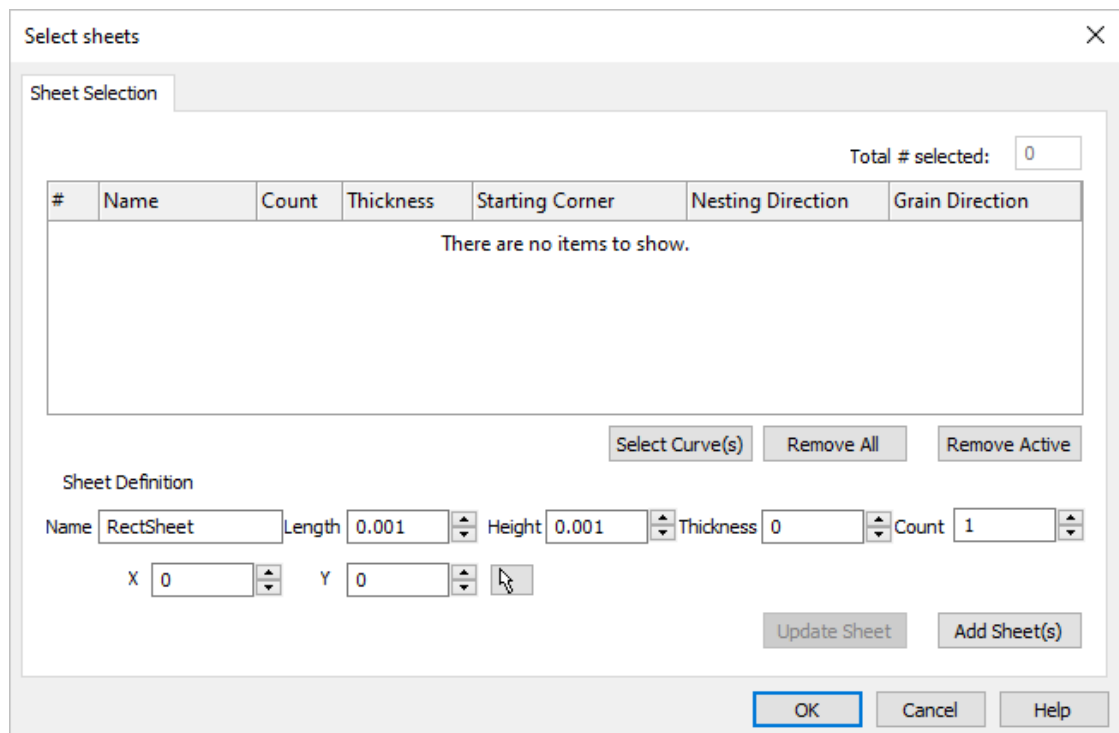 Select sheets
Sheet Selection
Total # selected: 0
# Name Count Thickness Starting Corner Nesting Direction Grain Direction
There are no items to show.
Select Curve(s) Remove All Remove Active
Sheet Definition
Name RectSheet Length 0.001 Height 0.001 Thickness 0 Count 1
X 0 Y 0
Update Sheet Add Sheet(s)
OK Cancel Help